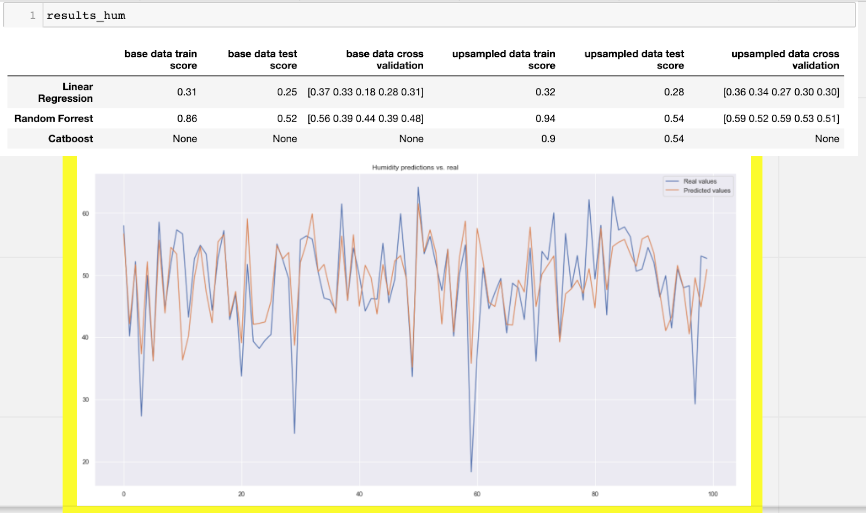 1 results_hum
base data train base data test base data cross upsampled data train upsampled data test upsampled data cross
score score validation score score validation
Linear
Regression 0.31 0.25 [0.37 0.33 0.18 0.28 0.31] 0.32 0.28 [0.36 0.34 0.27 0.30 0.30]
Random Forrest 0.86 0.52 [0.56 0.39 0.44 0.39 0.48] 0.94 0.54 [0.59 0.52 0.59 0.53 0.51]
Catboost None None None 0.9 0.54 None
Humidity predictions vs. real
Real values
Predicted values
60
50
40
30
20
0 20 40 60 80 100